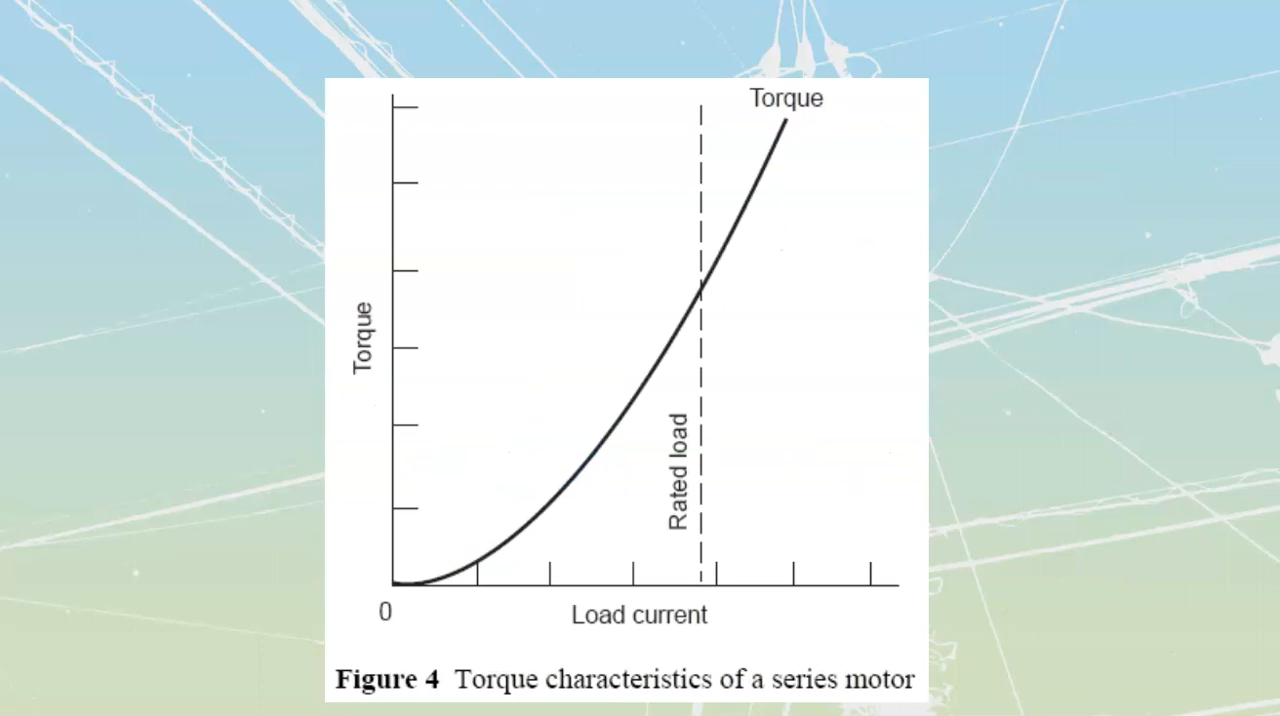 Torque
Torque
Rated load
0
Load current
Figure 4 Torque characteristics of a series motor